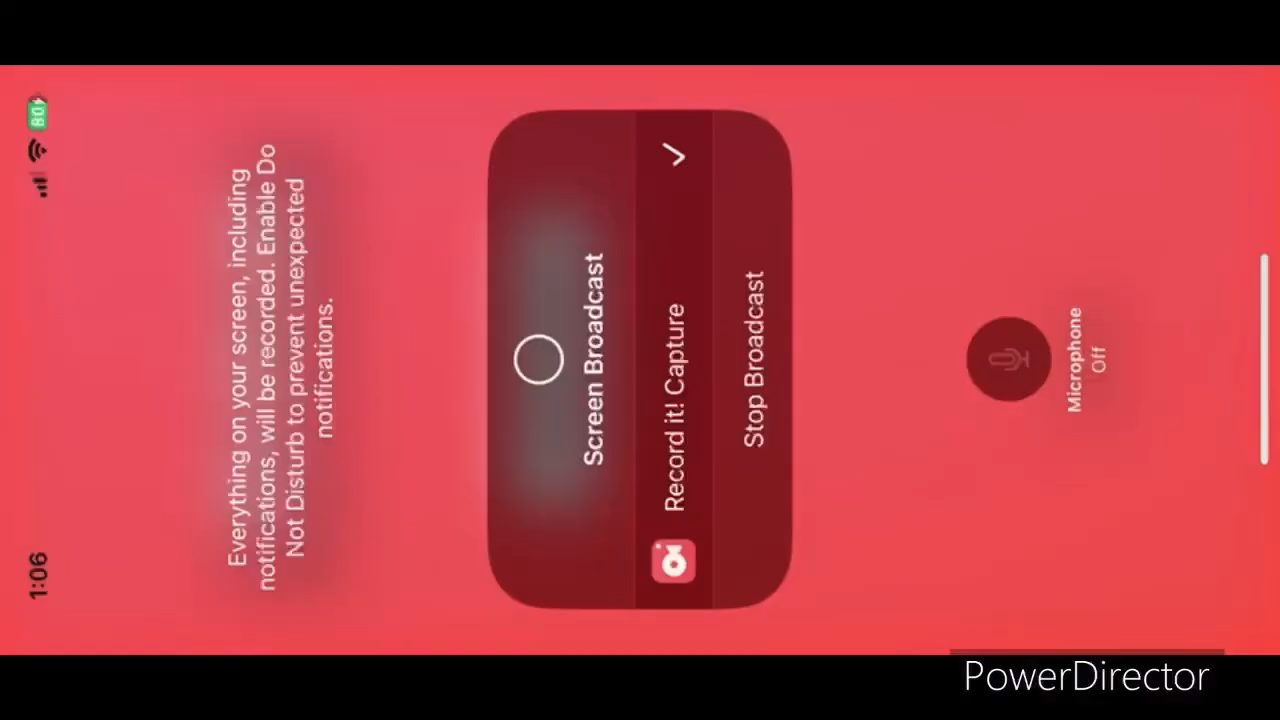 1:06
80
Everything on your screen, including
notifications, will be recorded. Enable Do
Not Disturb to prevent unexpected
notifications.
Screen Broadcast
Record it! Capture
Stop Broadcast
Microphone
Off
PowerDirector